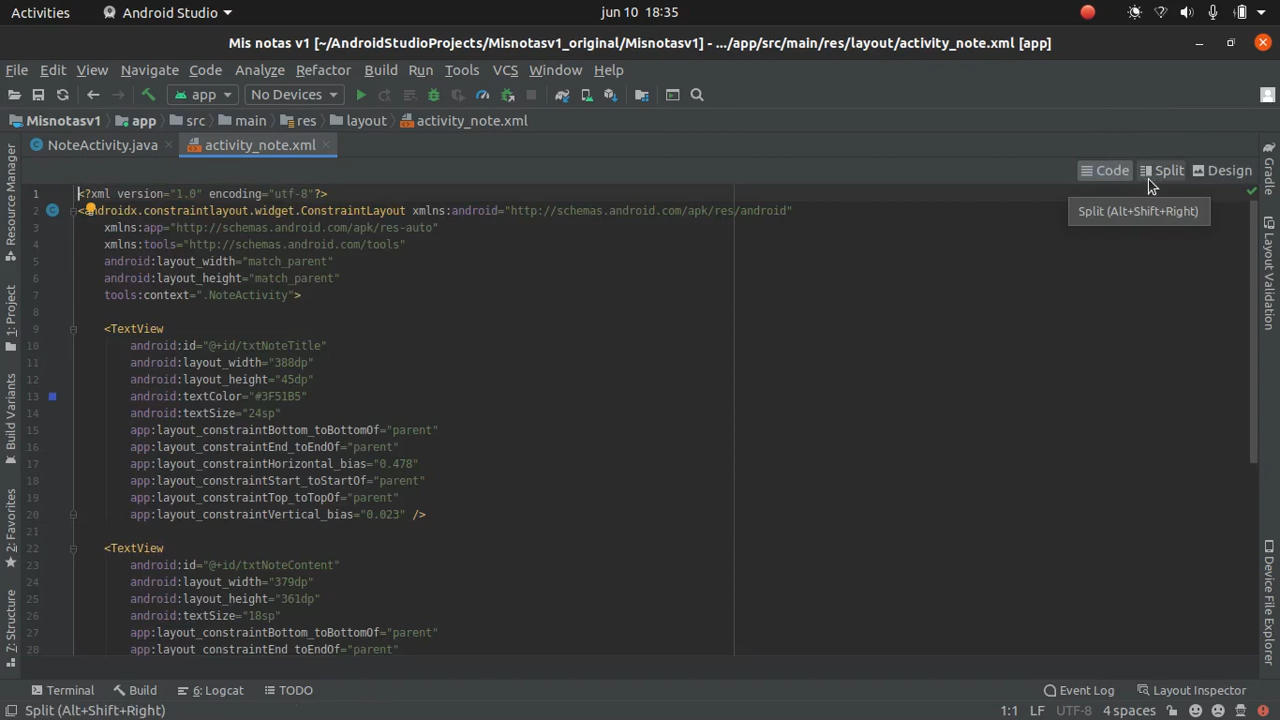 Activities
Android Studio
jun 10 18:35
Mis notas v1 [~/AndroidStudioProjects/Misnotasv1_original/Misnotasv1] - .../app/src/main/res/layout/activity_note.xml [app]
File Edit View Navigate Code Analyze Refactor Build Run Tools VCS Window Help
app
No Devices
Misnotasv1 app src main res layout activity_note.xml
NoteActivity.java
activity_note.xml
Code
Split
Design
Split (Alt+Shift+Right)
1 <?xml version="1.0" encoding="utf-8"?>
2 <androidx.constraintlayout.widget.ConstraintLayout xmlns:android="http://schemas.android.com/apk/res/android"
3 xmlns:app="http://schemas.android.com/apk/res-auto"
4 xmlns:tools="http://schemas.android.com/tools"
5 android:layout_width="match_parent"
6 android:layout_height="match_parent"
7 tools:context=".NoteActivity">
8
9 <TextView
10 android:id="@+id/txtNoteTitle"
11 android:layout_width="388dp"
12 android:layout_height="45dp"
13 android:textColor="#3F51B5"
14 android:textSize="24sp"
15 app:layout_constraintBottom_toBottomOf="parent"
16 app:layout_constraintEnd_toEndOf="parent"
17 app:layout_constraintHorizontal_bias="0.478"
18 app:layout_constraintStart_toStartOf="parent"
19 app:layout_constraintTop_toTopOf="parent"
20 app:layout_constraintVertical_bias="0.023" />
21
22 <TextView
23 android:id="@+id/txtNoteContent"
24 android:layout_width="379dp"
25 android:layout_height="361dp"
26 android:textSize="18sp"
27 app:layout_constraintBottom_toBottomOf="parent"
28 app:layout_constraintEnd_toEndOf="parent"
Resource Manager
1: Project
Build Variants
2: Favorites
7: Structure
Gradle
Layout Validation
Device File Explorer
Terminal
Build
6: Logcat
TODO
Event Log
Layout Inspector
Split (Alt+Shift+Right)
1:1 LF UTF-8 4 spaces